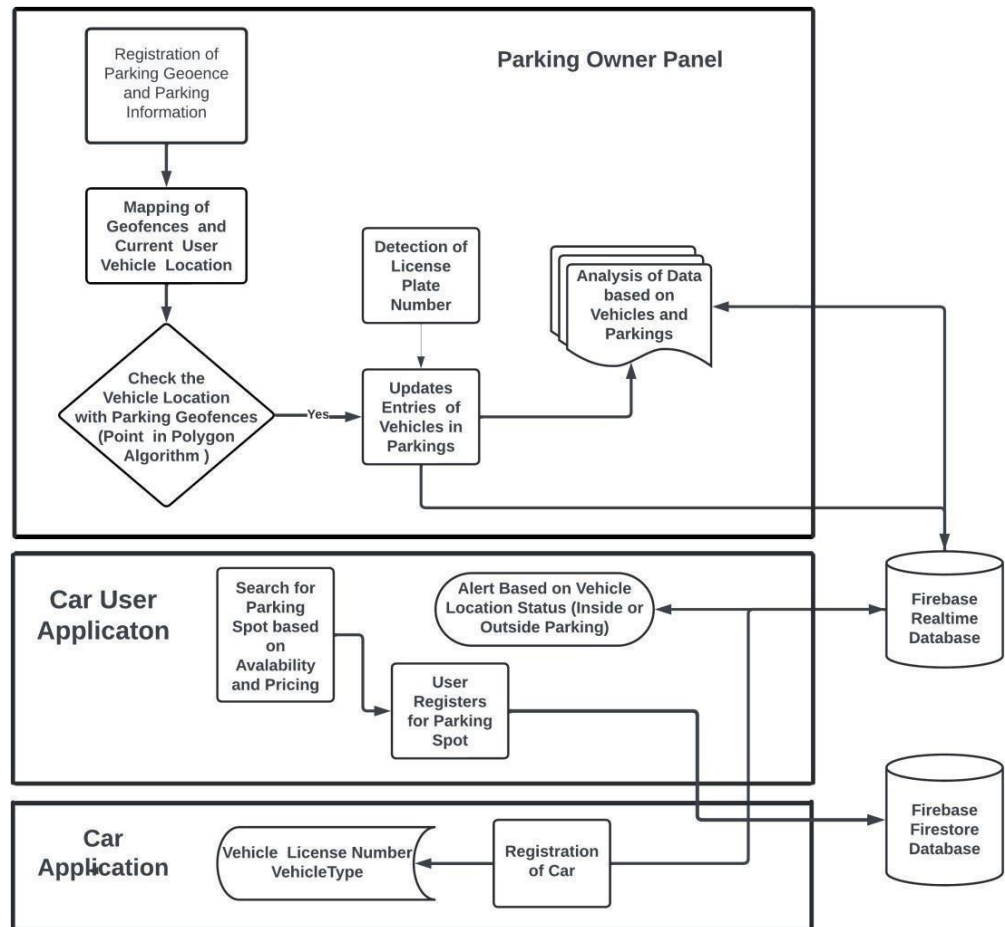 Parking Owner Panel
Registration of
Parking Geoence
and Parking
Information
Mapping of
Geofences and
Current User
Vehicle Location
Detection of
License
Plate
Number
Analysis of Data
based on
Vehicles and
Parkings
Check the
Vehicle Location
with Parking Geofences
(Point in Polygon
Algorithm )
Yes
Updates
Entries of
Vehicles in
Parkings
Car User
Applicaton
Search for
Parking
Spot based
on
Avalability
and Pricing
Alert Based on Vehicle
Location Status (Inside or
Outside Parking)
User
Registers
for Parking
Spot
Firebase
Realtime
Database
Car
Application
Vehicle License Number
VehicleType
Registration
of Car
Firebase
Firestore
Database